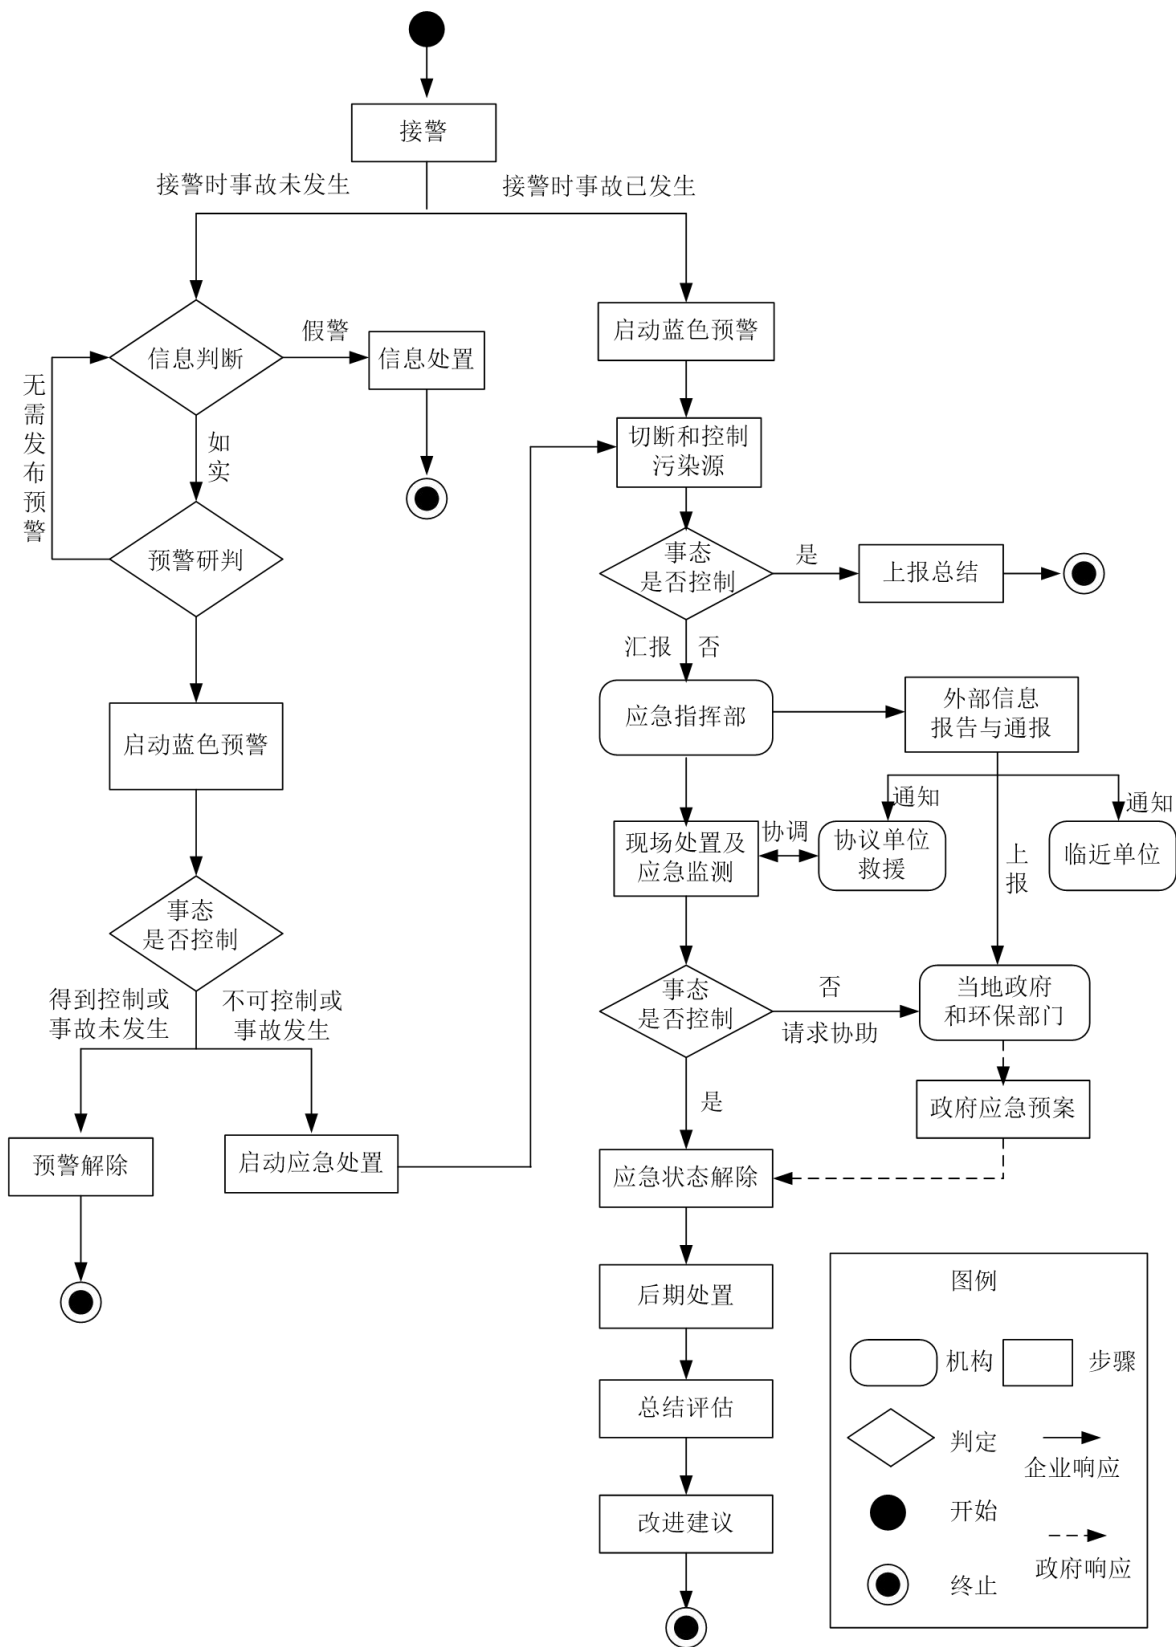 接警
接警时事故未发生
接警时事故已发生
启动蓝色预警
假警
信息判断
信息处置
无需发布预警
如实
切断和控制
污染源
预警研判
事态
是否控制
是
上报总结
汇报
否
应急指挥部
外部信息
报告与通报
启动蓝色预警
通知
通知
现场处置及
应急监测
协调
协议单位
救援
临近单位
上报
事态
是否控制
得到控制或
事故未发生
不可控制或
事故发生
事态
是否控制
否
请求协助
当地政府
和环保部门
是
政府应急预案
预警解除
启动应急处置
应急状态解除
后期处置
总结评估
改进建议
图例
机构
步骤
判定
企业响应
开始
政府响应
终止